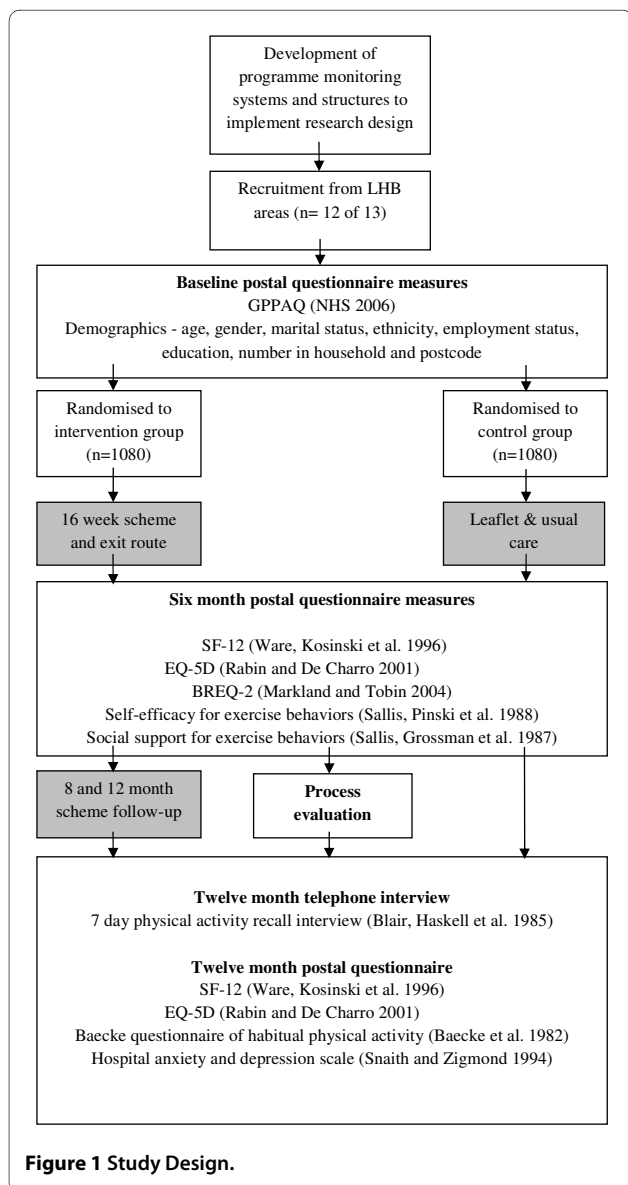 Development of
programme monitoring
systems and structures to
implement research design
Recruitment from LHB
areas (n= 12 of 13)
Baseline postal questionnaire measures
GPPAQ (NHS 2006)
Demographics - age, gender, marital status, ethnicity, employment status,
education, number in household and postcode
Randomised to
intervention group
(n=1080)
Randomised to
control group
(n=1080)
16 week scheme
and exit route
Leaflet & usual
care
Six month postal questionnaire measures
SF-12 (Ware, Kosinski et al. 1996)
EQ-5D (Rabin and De Charro 2001)
BREQ-2 (Markland and Tobin 2004)
Self-efficacy for exercise behaviors (Sallis, Pinski et al. 1988)
Social support for exercise behaviors (Sallis, Grossman et al. 1987)
8 and 12 month
scheme follow-up
Process
evaluation
Twelve month telephone interview
7 day physical activity recall interview (Blair, Haskell et al. 1985)
Twelve month postal questionnaire
SF-12 (Ware, Kosinski et al. 1996)
EQ-5D (Rabin and De Charro 2001)
Baecke questionnaire of habitual physical activity (Baecke et al. 1982)
Hospital anxiety and depression scale (Snaith and Zigmond 1994)
Figure 1 Study Design.